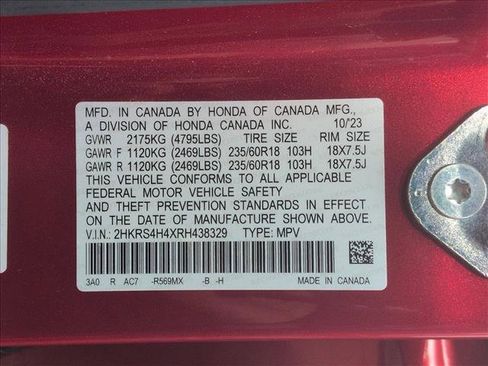 MFD. IN CANADA BY HONDA OF CANADA MFG.,
A DIVISION OF HONDA CANADA INC. 10/23
GVWR 2175KG (4795LBS) TIRE SIZE RIM SIZE
GAWR F 1120KG (2469LBS) 235/60R18 103H 18X7.5J
GAWR R 1120KG (2469LBS) 235/60R18 103H 18X7.5J
THIS VEHICLE CONFORMS TO ALL APPLICABLE
FEDERAL MOTOR VEHICLE SAFETY
AND THEFT PREVENTION STANDARDS IN EFFECT
ON THE DATE OF MANUFACTURE SHOWN ABOVE.
V.I.N.: 2HKRS4H4XRH438329 TYPE: MPV
3A0 R AC7 -R569MX -B -H MADE IN CANADA